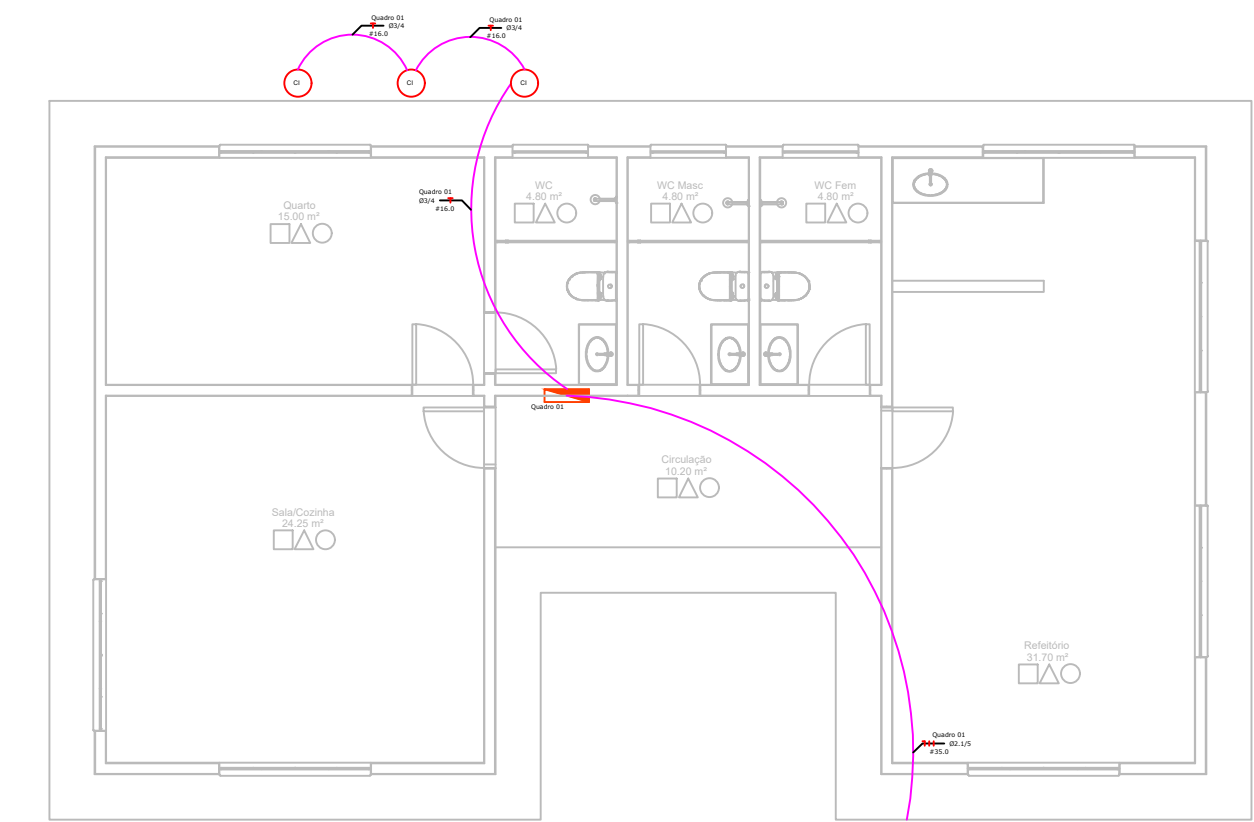 Quadro 01
Ø3/4
#16.0
Quadro 01
Ø3/4
#16.0
CI
CI
CI
Quadro 01
Ø3/4
#16.0
Quarto
15.00 m²
WC
4.80 m²
WC Masc
4.80 m²
WC Fem
4.80 m²
Quadro 01
Circulação
10.20 m²
Sala/Cozinha
24.25 m²
Refeitório
31.70 m²
Quadro 01
Ø2.1/5
#35.0